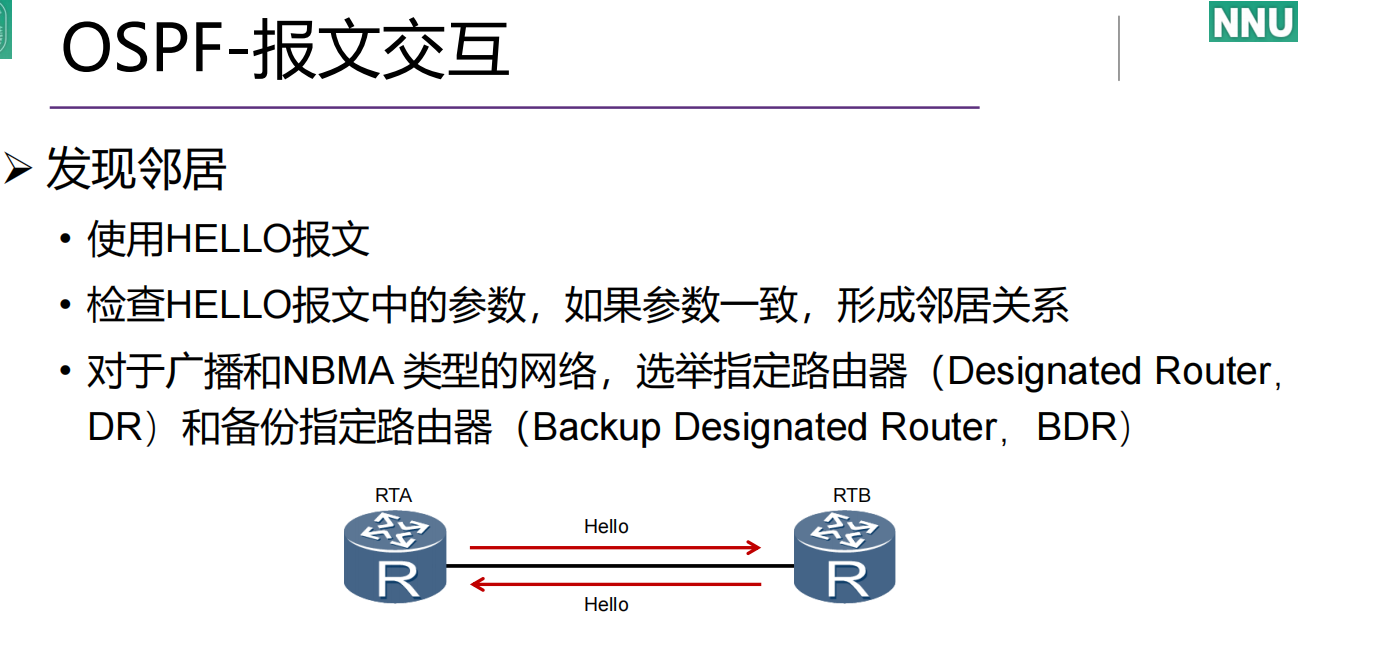 OSPF-报文交互
NNU
➢ 发现邻居
• 使用HELLO报文
• 检查HELLO报文中的参数，如果参数一致，形成邻居关系
• 对于广播和NBMA 类型的网络，选举指定路由器（Designated Router，
DR）和备份指定路由器（Backup Designated Router，BDR）
RTA
RTB
Hello
R
R
Hello